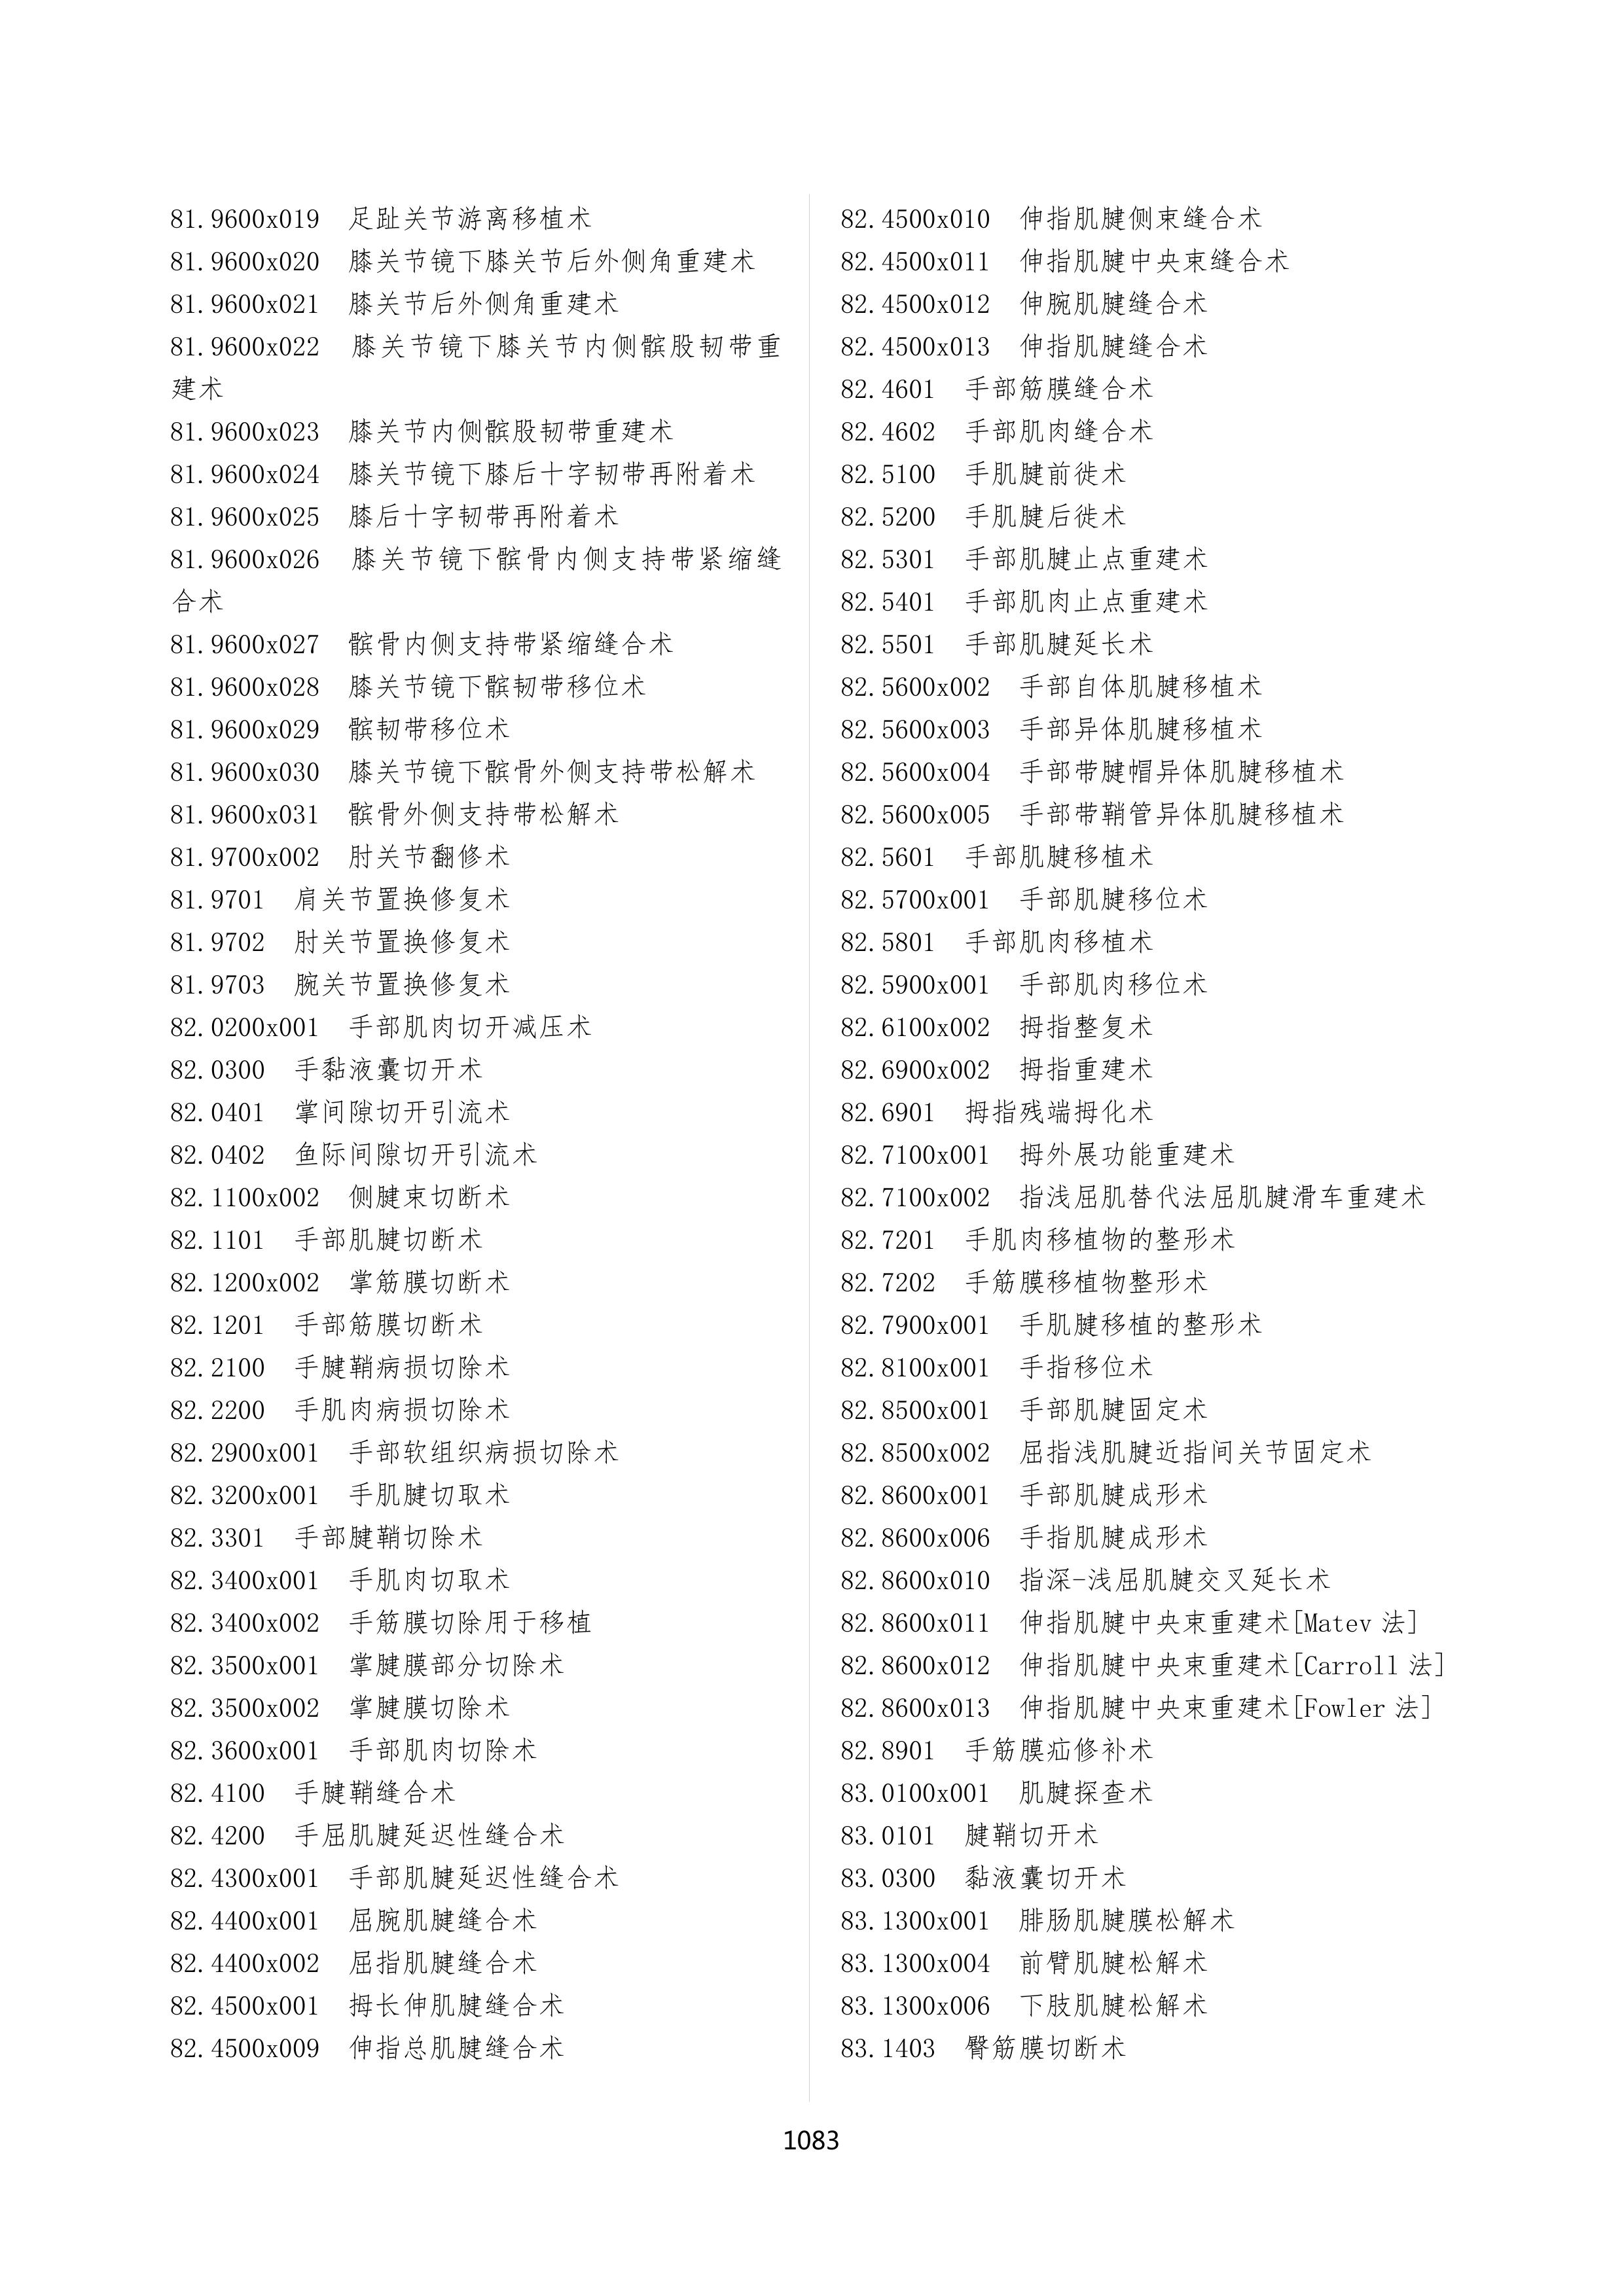 81.9600x019 足趾关节游离移植术
81.9600x020 膝关节镜下膝关节后外侧角重建术
81.9600x021 膝关节后外侧角重建术
81.9600x022 膝关节镜下膝关节内侧髌股韧带重
建术
81.9600x023 膝关节内侧髌股韧带重建术
81.9600x024 膝关节镜下膝后十字韧带再附着术
81.9600x025 膝后十字韧带再附着术
81.9600x026 膝关节镜下髌骨内侧支持带紧缩缝
合术
81.9600x027 髌骨内侧支持带紧缩缝合术
81.9600x028 膝关节镜下髌韧带移位术
81.9600x029 髌韧带移位术
81.9600x030 膝关节镜下髌骨外侧支持带松解术
81.9600x031 髌骨外侧支持带松解术
81.9700x002 肘关节翻修术
81.9701 肩关节置换修复术
81.9702 肘关节置换修复术
81.9703 腕关节置换修复术
82.0200x001 手部肌肉切开减压术
82.0300 手黏液囊切开术
82.0401 掌间隙切开引流术
82.0402 鱼际间隙切开引流术
82.1100x002 侧腱束切断术
82.1101 手部肌腱切断术
82.1200x002 掌筋膜切断术
82.1201 手部筋膜切断术
82.2100 手腱鞘病损切除术
82.2200 手肌肉病损切除术
82.2900x001 手部软组织病损切除术
82.3200x001 手肌腱切取术
82.3301 手部腱鞘切除术
82.3400x001 手肌肉切取术
82.3400x002 手筋膜切除用于移植
82.3500x001 掌腱膜部分切除术
82.3500x002 掌腱膜切除术
82.3600x001 手部肌肉切除术
82.4100 手腱鞘缝合术
82.4200 手屈肌腱延迟性缝合术
82.4300x001 手部肌腱延迟性缝合术
82.4400x001 屈腕肌腱缝合术
82.4400x002 屈指肌腱缝合术
82.4500x001 拇长伸肌腱缝合术
82.4500x009 伸指总肌腱缝合术
82.4500x010 伸指肌腱侧束缝合术
82.4500x011 伸指肌腱中央束缝合术
82.4500x012 伸腕肌腱缝合术
82.4500x013 伸指肌腱缝合术
82.4601 手部筋膜缝合术
82.4602 手部肌肉缝合术
82.5100 手肌腱前徙术
82.5200 手肌腱后徙术
82.5301 手部肌腱止点重建术
82.5401 手部肌肉止点重建术
82.5501 手部肌腱延长术
82.5600x002 手部自体肌腱移植术
82.5600x003 手部异体肌腱移植术
82.5600x004 手部带腱帽异体肌腱移植术
82.5600x005 手部带鞘管异体肌腱移植术
82.5601 手部肌腱移植术
82.5700x001 手部肌腱移位术
82.5801 手部肌肉移植术
82.5900x001 手部肌肉移位术
82.6100x002 拇指整复术
82.6900x002 拇指重建术
82.6901 拇指残端拇化术
82.7100x001 拇外展功能重建术
82.7100x002 指浅屈肌替代法屈肌腱滑车重建术
82.7201 手肌肉移植物的整形术
82.7202 手筋膜移植物整形术
82.7900x001 手肌腱移植的整形术
82.8100x001 手指移位术
82.8500x001 手部肌腱固定术
82.8500x002 屈指浅肌腱近指间关节固定术
82.8600x001 手部肌腱成形术
82.8600x006 手指肌腱成形术
82.8600x010 指深-浅屈肌腱交叉延长术
82.8600x011 伸指肌腱中央束重建术[Matev 法]
82.8600x012 伸指肌腱中央束重建术[Carroll 法]
82.8600x013 伸指肌腱中央束重建术[Fowler 法]
82.8901 手筋膜疝修补术
83.0100x001 肌腱探查术
83.0101 腱鞘切开术
83.0300 黏液囊切开术
83.1300x001 腓肠肌腱膜松解术
83.1300x004 前臂肌腱松解术
83.1300x006 下肢肌腱松解术
83.1403 臀筋膜切断术
1083